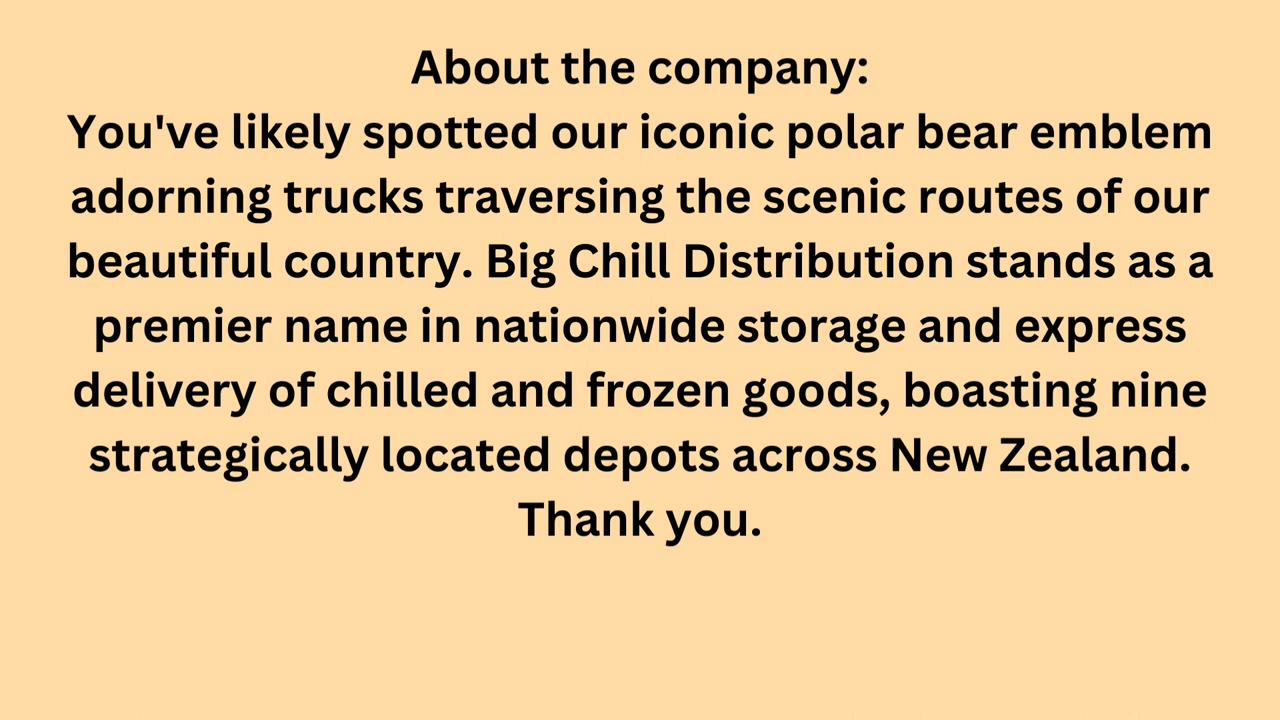 About the company:
You've likely spotted our iconic polar bear emblem
adorning trucks traversing the scenic routes of our
beautiful country. Big Chill Distribution stands as a
premier name in nationwide storage and express
delivery of chilled and frozen goods, boasting nine
strategically located depots across New Zealand.
Thank you.